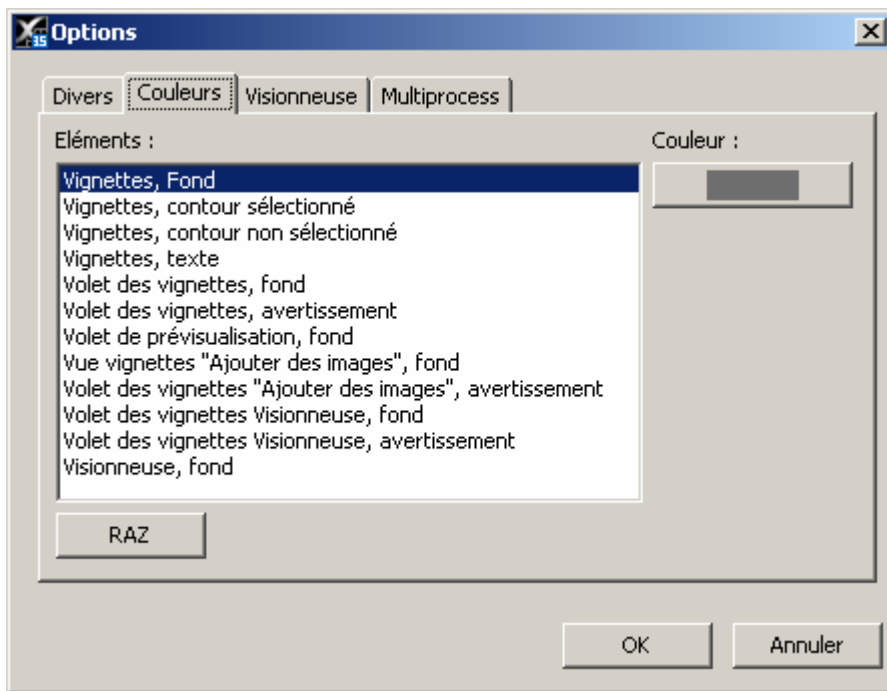 35
Options
Divers
Couleurs
Visionneuse
Multiprocess
Eléments :
Couleur :
Vignettes, Fond
Vignettes, contour sélectionné
Vignettes, contour non sélectionné
Vignettes, texte
Volet des vignettes, fond
Volet des vignettes, avertissement
Volet de prévisualisation, fond
Vue vignettes "Ajouter des images", fond
Volet des vignettes "Ajouter des images", avertissement
Volet des vignettes Visionneuse, fond
Volet des vignettes Visionneuse, avertissement
Visionneuse, fond
RAZ
OK
Annuler